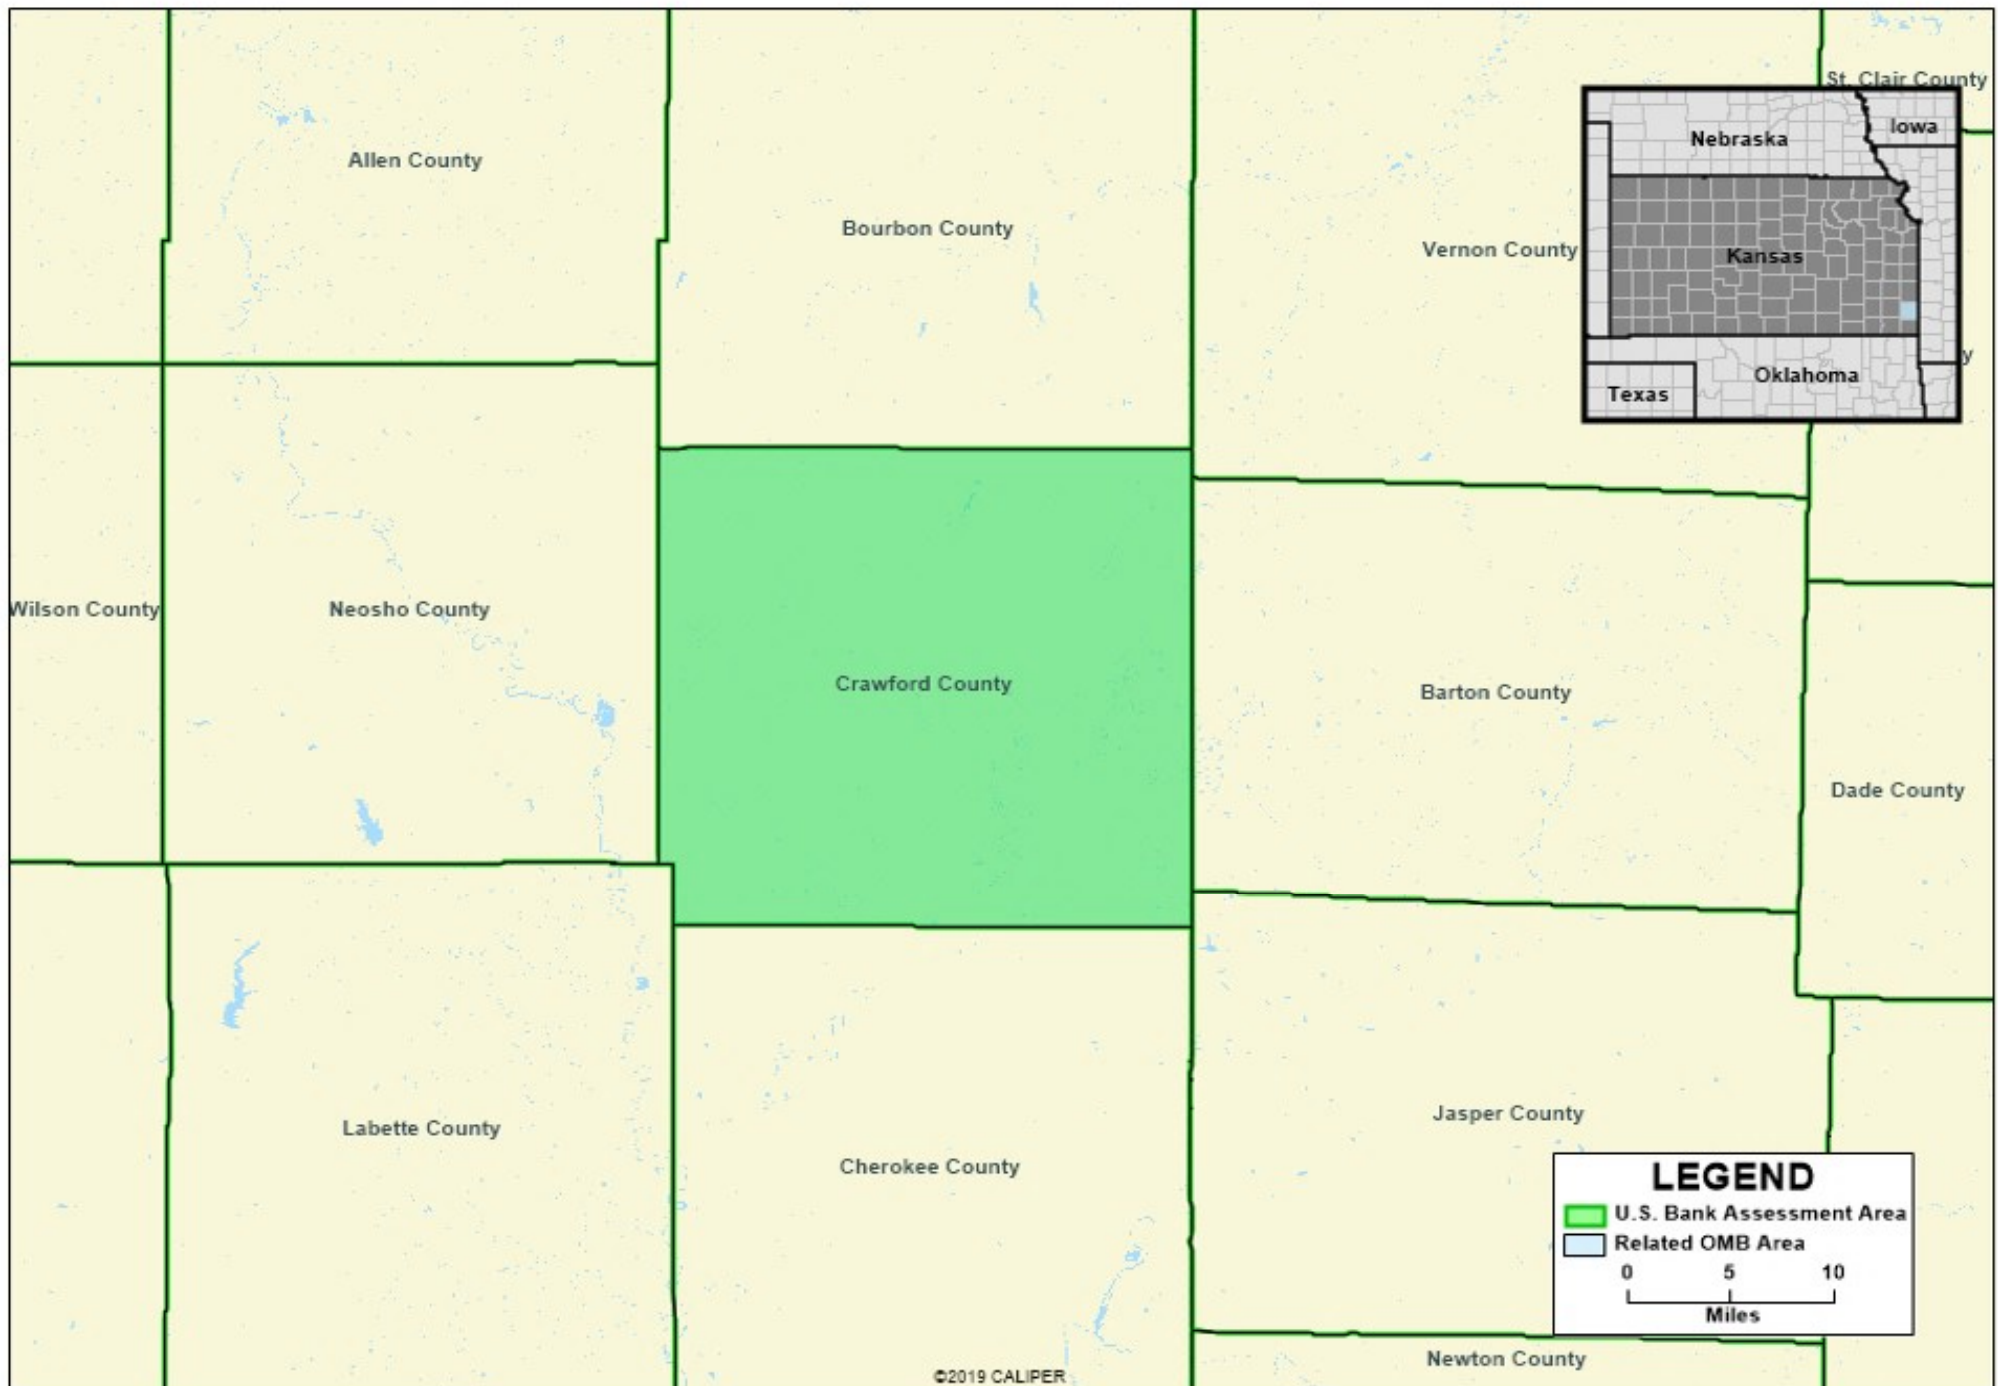 St. Clair County
Nebraska
Iowa
Allen County
Bourbon County
Vernon County
Kansas
y
Oklahoma
Texas
Wilson County
Neosho County
Crawford County
Barton County
Dade County
Labette County
Cherokee County
Jasper County
LEGEND
U.S. Bank Assessment Area
Related OMB Area
0 5 10
Miles
Newton County
©2019 CALIPER